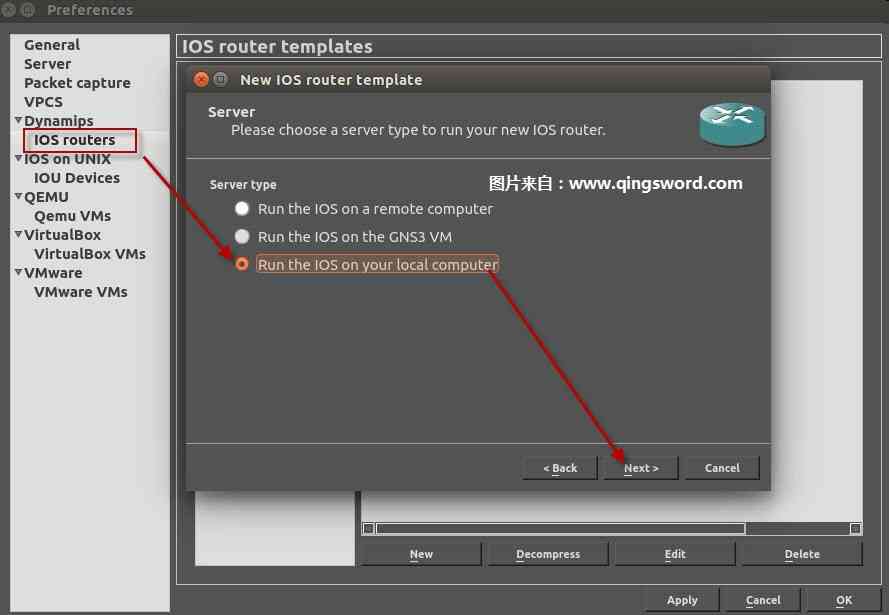 Preferences
General
Server
Packet capture
VPCS
Dynamips
IOS routers
IOS on UNIX
IOU Devices
QEMU
Qemu VMs
VirtualBox
VirtualBox VMs
VMware
VMware VMs
IOS router templates
New IOS router template
Server
Please choose a server type to run your new IOS router.
Server type
图片来自：www.qingsword.com
Run the IOS on a remote computer
Run the IOS on the GNS3 VM
Run the IOS on your local computer
< Back
Next >
Cancel
New
Decompress
Edit
Delete
Apply
Cancel
OK